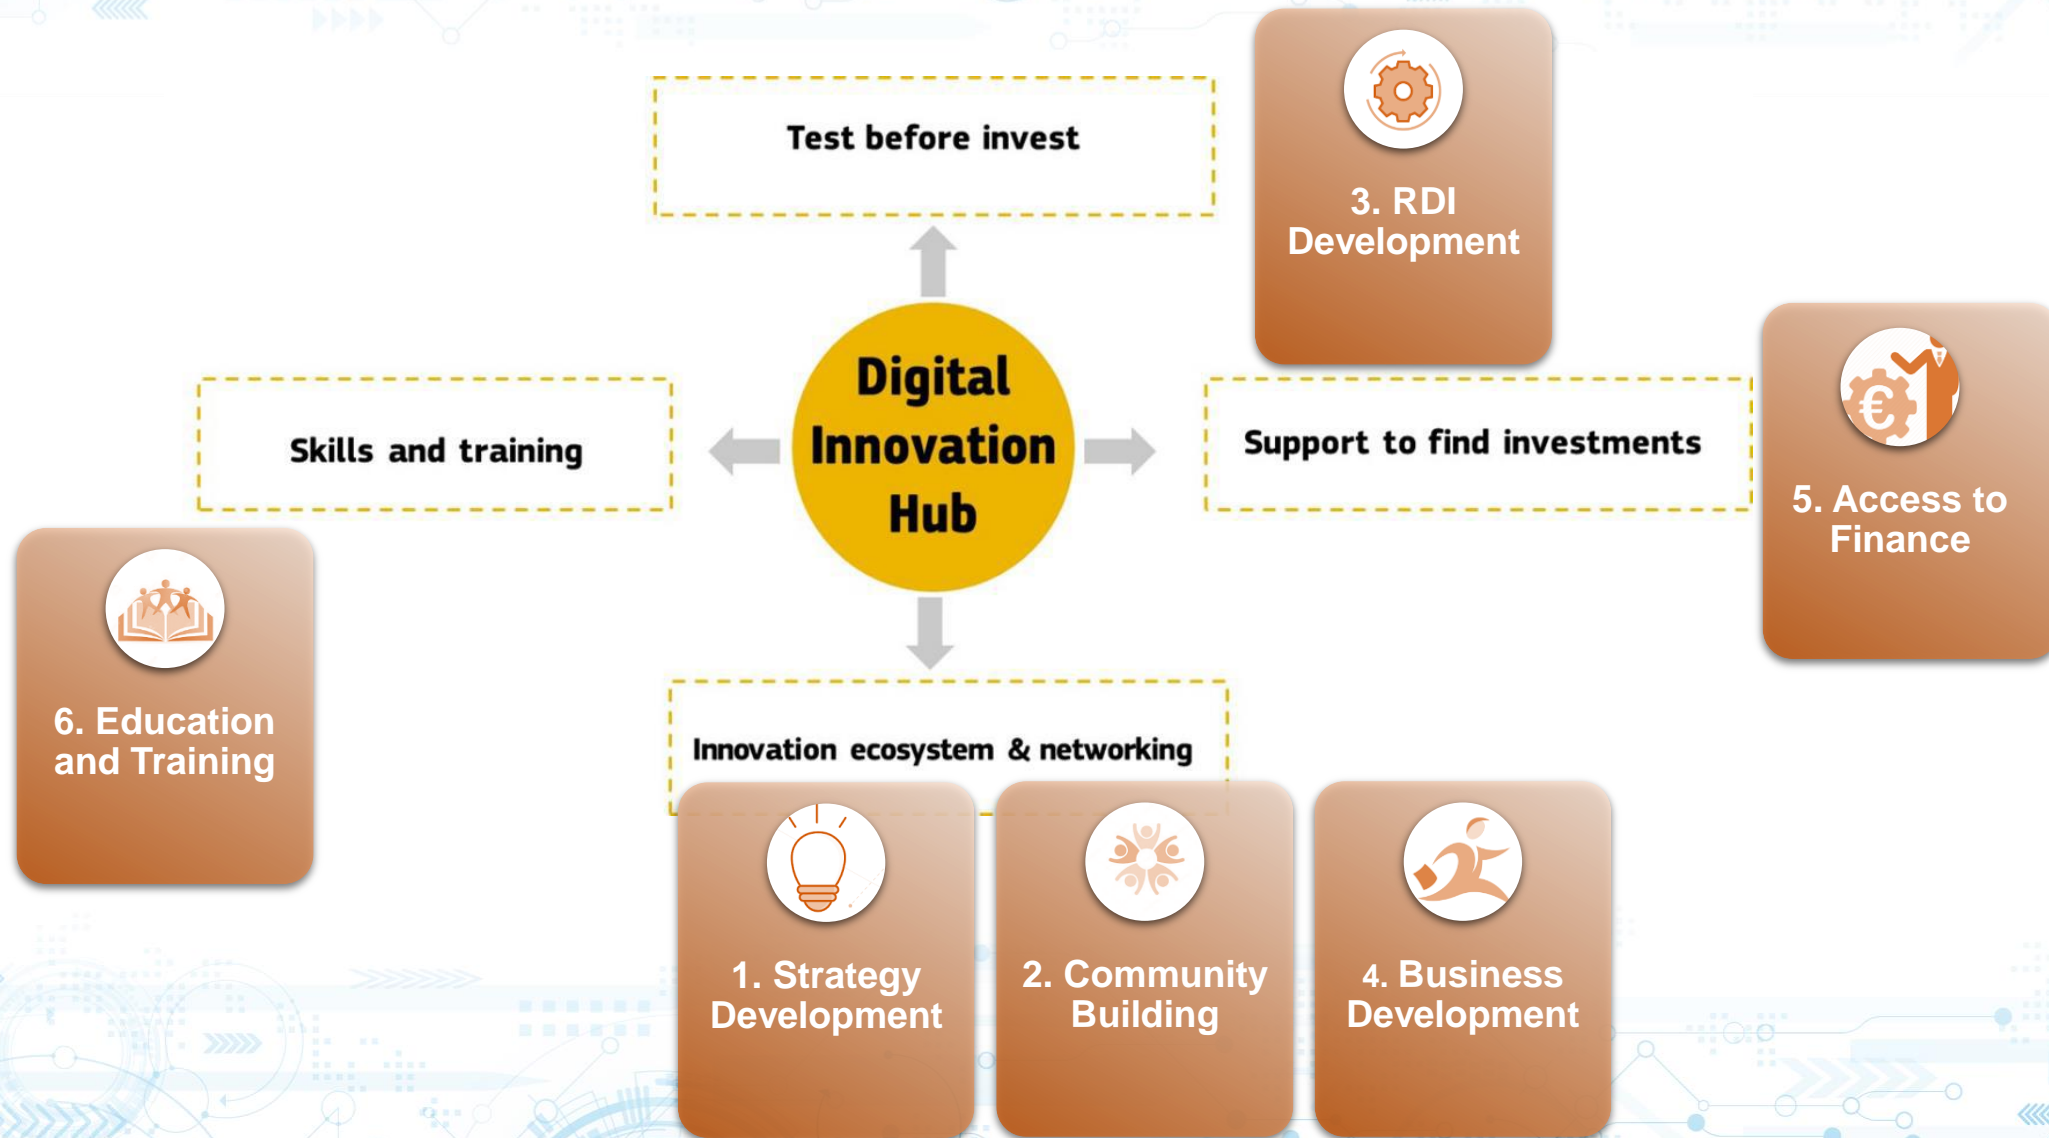 Test before invest
3. RDI
Development
Digital
Innovation
Hub
Skills and training
Support to find investments
€
5. Access to
Finance
6. Education
and Training
Innovation ecosystem & networking
1. Strategy
Development
2. Community
Building
4. Business
Development